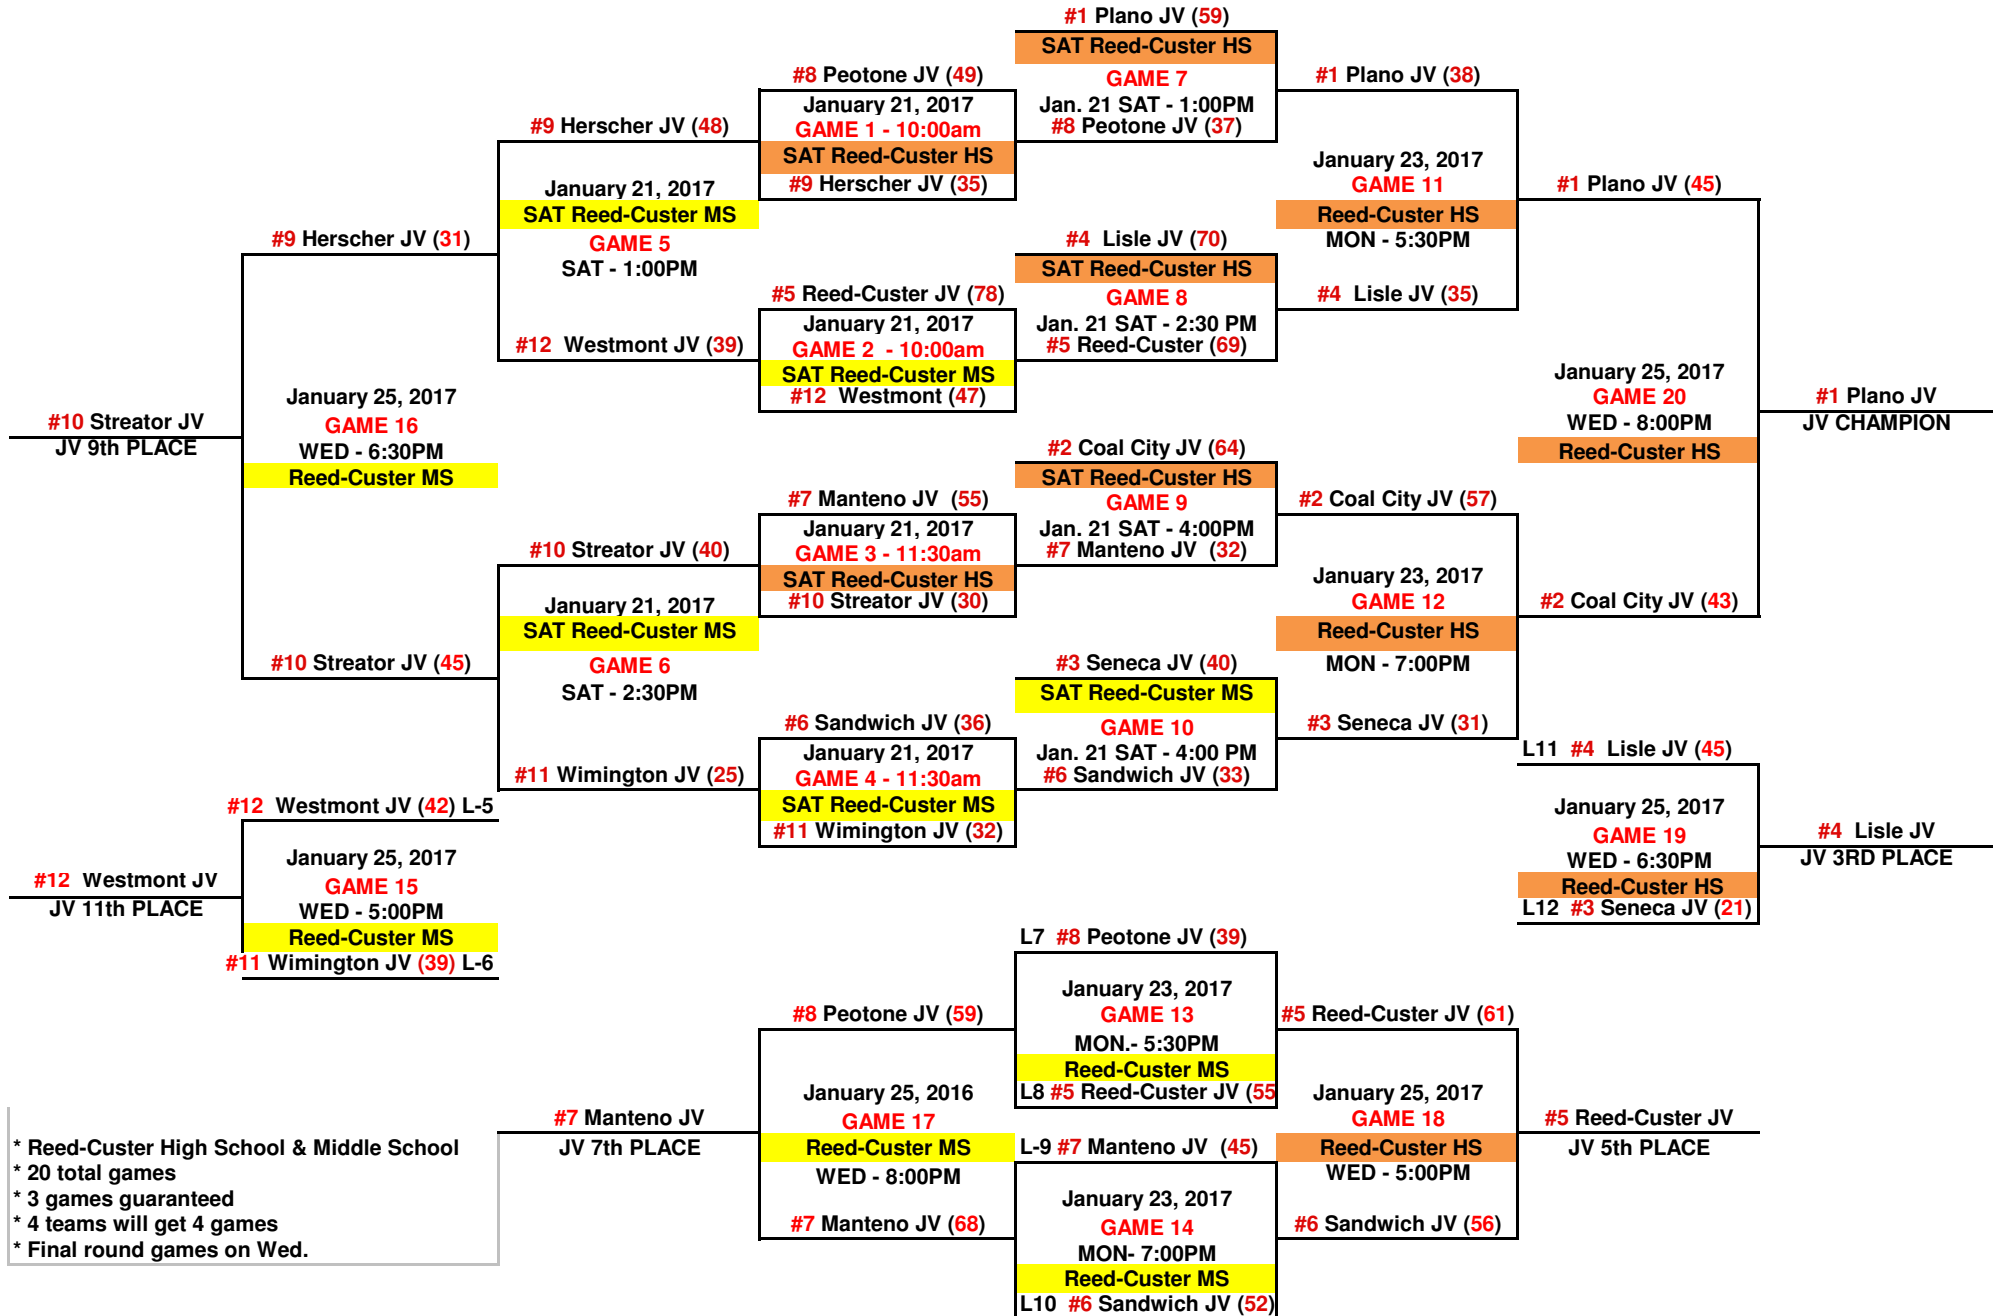 #1 Plano JV (59)
SAT Reed-Custer HS
GAME 7
Jan. 21 SAT - 1:00PM
#8 Peotone JV (37)
#8 Peotone JV (49)
January 21, 2017
GAME 1 - 10:00am
SAT Reed-Custer HS
#9 Herscher JV (35)
#1 Plano JV (38)
January 23, 2017
GAME 11
Reed-Custer HS
MON - 5:30PM
#4 Lisle JV (35)
#9 Herscher JV (48)
January 21, 2017
SAT Reed-Custer MS
GAME 5
SAT - 1:00PM
#12 Westmont JV (39)
#1 Plano JV (45)
#9 Herscher JV (31)
#4 Lisle JV (70)
SAT Reed-Custer HS
GAME 8
Jan. 21 SAT - 2:30 PM
#5 Reed-Custer (69)
#5 Reed-Custer JV (78)
January 21, 2017
GAME 2 - 10:00am
SAT Reed-Custer MS
#12 Westmont (47)
January 25, 2017
GAME 20
WED - 8:00PM
Reed-Custer HS
#1 Plano JV
JV CHAMPION
#10 Streator JV
JV 9th PLACE
January 25, 2017
GAME 16
WED - 6:30PM
Reed-Custer MS
#2 Coal City JV (64)
SAT Reed-Custer HS
GAME 9
Jan. 21 SAT - 4:00PM
#7 Manteno JV (32)
#7 Manteno JV (55)
January 21, 2017
GAME 3 - 11:30am
SAT Reed-Custer HS
#10 Streator JV (30)
#2 Coal City JV (57)
January 23, 2017
GAME 12
Reed-Custer HS
MON - 7:00PM
#3 Seneca JV (31)
#10 Streator JV (40)
January 21, 2017
SAT Reed-Custer MS
GAME 6
SAT - 2:30PM
#11 Wimington JV (25)
#2 Coal City JV (43)
#10 Streator JV (45)
#3 Seneca JV (40)
SAT Reed-Custer MS
GAME 10
Jan. 21 SAT - 4:00 PM
#6 Sandwich JV (33)
#6 Sandwich JV (36)
January 21, 2017
GAME 4 - 11:30am
SAT Reed-Custer MS
#11 Wimington JV (32)
L11 #4 Lisle JV (45)
January 25, 2017
GAME 19
WED - 6:30PM
Reed-Custer HS
L12 #3 Seneca JV (21)
#4 Lisle JV
JV 3RD PLACE
#12 Westmont JV (42) L-5
January 25, 2017
GAME 15
WED - 5:00PM
Reed-Custer MS
#11 Wimington JV (39) L-6
#12 Westmont JV
JV 11th PLACE
L7 #8 Peotone JV (39)
January 23, 2017
GAME 13
MON.- 5:30PM
Reed-Custer MS
L8 #5 Reed-Custer JV (55
#8 Peotone JV (59)
January 25, 2016
GAME 17
Reed-Custer MS
WED - 8:00PM
#7 Manteno JV (68)
#5 Reed-Custer JV (61)
January 25, 2017
GAME 18
Reed-Custer HS
WED - 5:00PM
#6 Sandwich JV (56)
#7 Manteno JV
JV 7th PLACE
#5 Reed-Custer JV
JV 5th PLACE
L-9 #7 Manteno JV (45)
January 23, 2017
GAME 14
MON- 7:00PM
Reed-Custer MS
L10 #6 Sandwich JV (52)
* Reed-Custer High School & Middle School
* 20 total games
* 3 games guaranteed
* 4 teams will get 4 games
* Final round games on Wed.